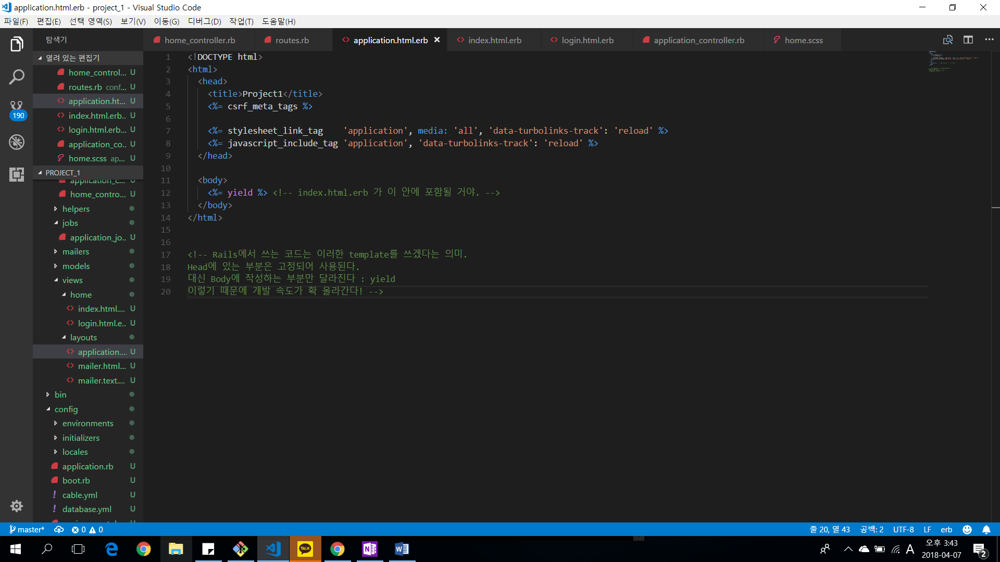 application.html.erb - project_1 - Visual Studio Code
파일(F) 편집(E) 선택 영역(S) 보기(V) 이동(G) 디버그(D) 작업(T) 도움말(H)
탐색기
home_controller.rb routes.rb application.html.erb index.html.erb login.html.erb application_controller.rb home.scss
열려 있는 편집기
home_control... U
routes.rb conf... U
application.ht... U
index.html.erb.. U
login.html.erb... U
application_co.. U
home.scss ap... U
190
PROJECT_1
application_c... U
home_contro... U
helpers
jobs
application_jo.. U
mailers
models
views
home
index.html.... U
login.html.e.. U
layouts
application.... U
mailer.html... U
mailer.text.... U
bin
config
environments
initializers
locales
application.rb U
boot.rb U
cable.yml U
database.yml U
1 <!DOCTYPE html>
2 <html>
3 <head>
4 <title>Project1</title>
5 <%= csrf_meta_tags %>
6
7 <%= stylesheet_link_tag    'application', media: 'all', 'data-turbolinks-track': 'reload' %>
8 <%= javascript_include_tag 'application', 'data-turbolinks-track': 'reload' %>
9 </head>
10
11 <body>
12 <%= yield %> <!-- index.html.erb 가 이 안에 포함될 거야. -->
13 </body>
14 </html>
15
16
17 <!-- Rails에서 쓰는 코드는 이러한 template를 쓰겠다는 의미.
18 Head에 있는 부분은 고정되어 사용된다.
19 대신 Body에 작성하는 부분만 달라진다 : yield
20 이렇기 때문에 개발 속도가 확 올라간다! -->
master* 0 0 줄 20, 열 43 공백: 2 UTF-8 LF erb
TALK
A
오후 3:43
2018-04-07
2